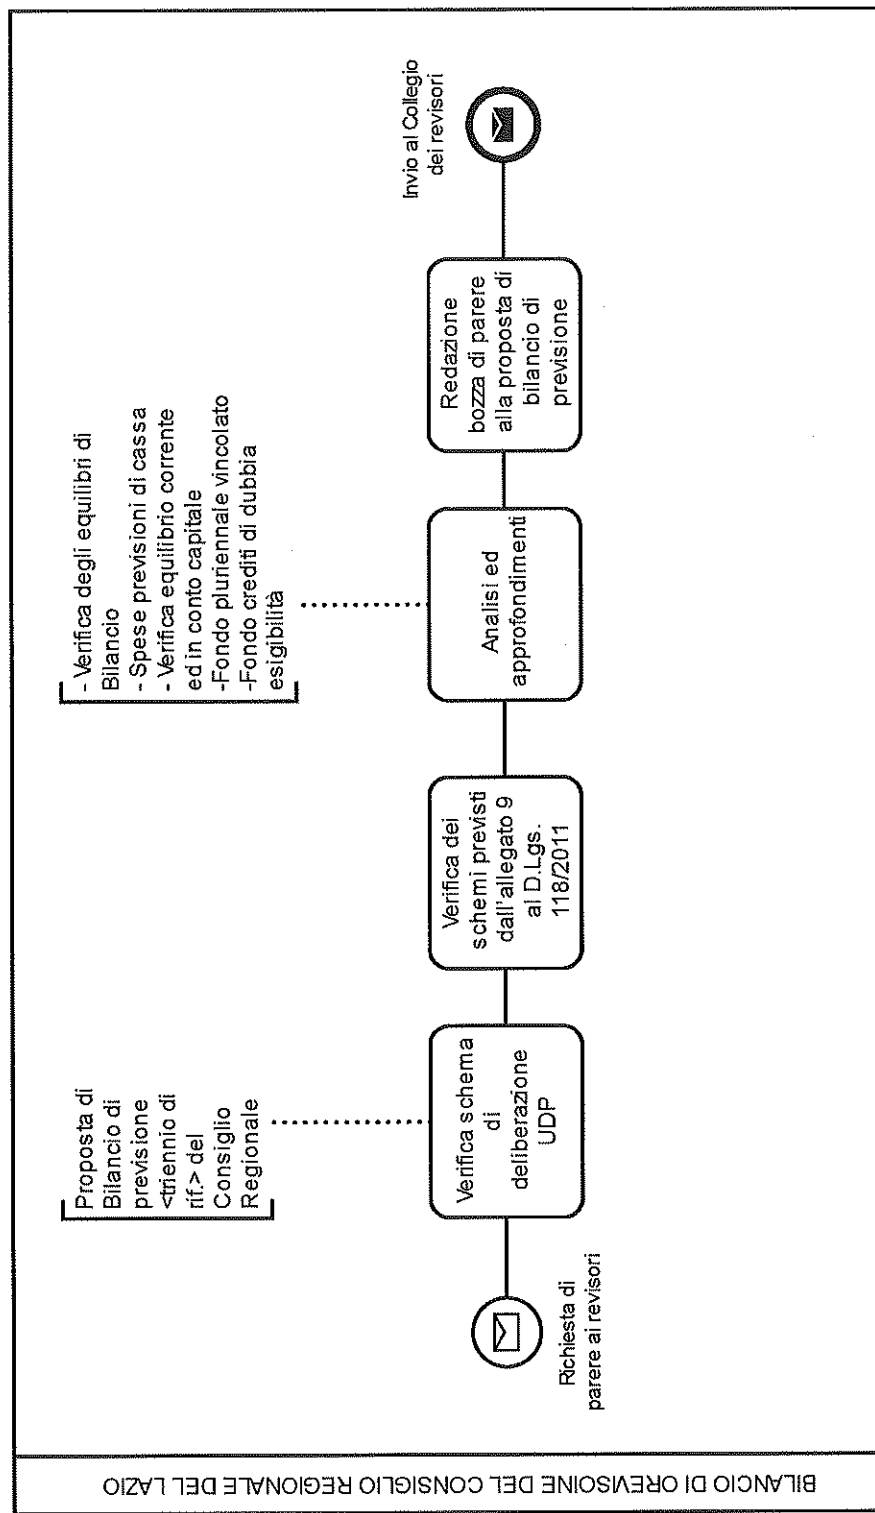 BILANCIO DI OREVISOINE DEL CONSIGLIO REGIONALE DEL LAZIO
Richiesta di
parere ai revisori
Proposta di
Bilancio di
previsione
<triennio di
rif.> del
Consiglio
Regionale
Verifica schema
di
deliberazione
UDP
Verifica dei
schemi previsti
dall'allegato 9
al D.Lgs.
118/2011
- Verifica degli equilibri di
Bilancio
- Spese previsioni di cassa
- Verifica equilibrio corrente
ed in conto capitale
-Fondo pluriennale vincolato
-Fondo crediti di dubbia
esigibilità
Analisi ed
approfondimenti
Redazione
bozza di parere
alla proposta di
bilancio di
previsione
Invio al Collegio
dei revisori